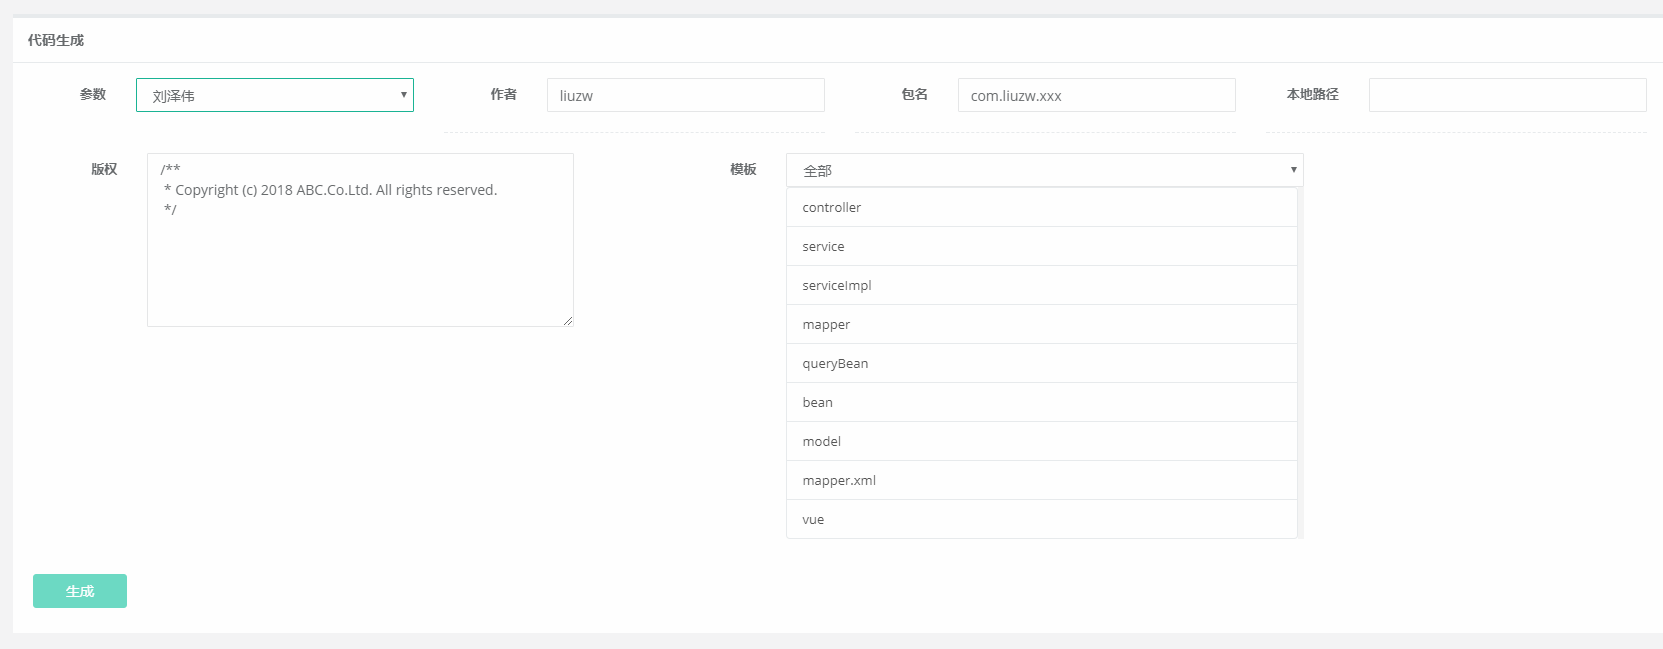 代码生成
参数 刘泽伟 作者 liuzw 包名 com.liuzw.xxx 本地路径
版权
/**
* Copyright (c) 2018 ABC.Co.Ltd. All rights reserved.
*/
模板 全部
controller
service
serviceImpl
mapper
queryBean
bean
model
mapper.xml
vue
生成